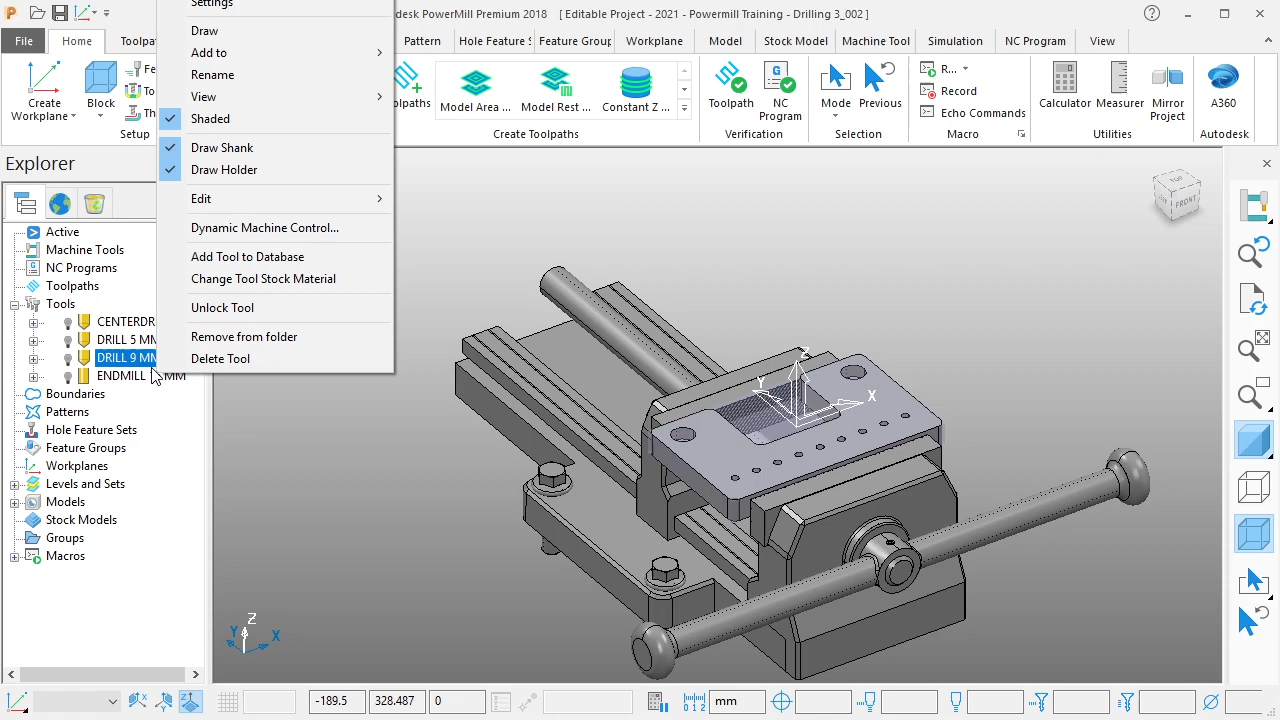 Settings
desk PowerMill Premium 2018 [ Editable Project - 2021 - Powermill Training - Drilling 3_002 ]
File
Home
Pattern
Feature Group
Workplane
Model
Stock Model
Machine Tool
Simulation
NC Program
View
Draw
Add to
Rename
View
Shaded
Draw Shank
Draw Holder
Edit
Dynamic Machine Control...
Add Tool to Database
Change Tool Stock Material
Unlock Tool
Remove from folder
Delete Tool
Create
Workplane
Block
Setup
Model Area ...
Model Rest ...
Constant Z ...
Create Toolpaths
Toolpath
NC
Program
Verification
Mode
Previous
Selection
R...
Record
Echo Commands
Macro
Calculator
Measurer
Mirror
Project
Utilities
A360
Autodesk
Explorer
Active
Machine Tools
NC Programs
Toolpaths
Tools
DRILL 5 MM
DRILL 9 MM
ENDMILL
MM
Boundaries
Patterns
Hole Feature Sets
Feature Groups
Workplanes
Levels and Sets
Models
Stock Models
Groups
Macros
TOP
FRONT
Z
Y
X
Z
Y
X
-189.5
328.487
0
mm